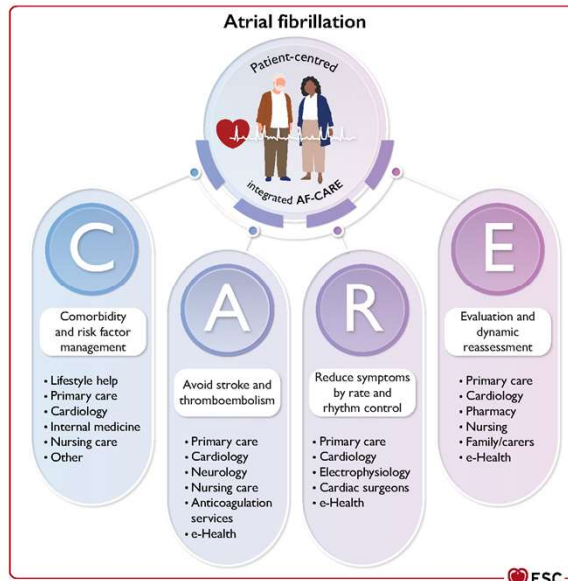 Atrial fibrillation
Patient-centred
integrated AF-CARE
C
Comorbidity
and risk factor
management
• Lifestyle help
• Primary care
• Cardiology
• Internal medicine
• Nursing care
• Other
A
Avoid stroke and
thromboembolism
• Primary care
• Cardiology
• Neurology
• Nursing care
• Anticoagulation
services
• e-Health
R
Reduce symptoms
by rate and
rhythm control
• Primary care
• Cardiology
• Electrophysiology
• Cardiac surgeons
• e-Health
E
Evaluation and
dynamic
reassessment
• Primary care
• Cardiology
• Pharmacy
• Nursing
• Family/carers
• e-Health
ESC